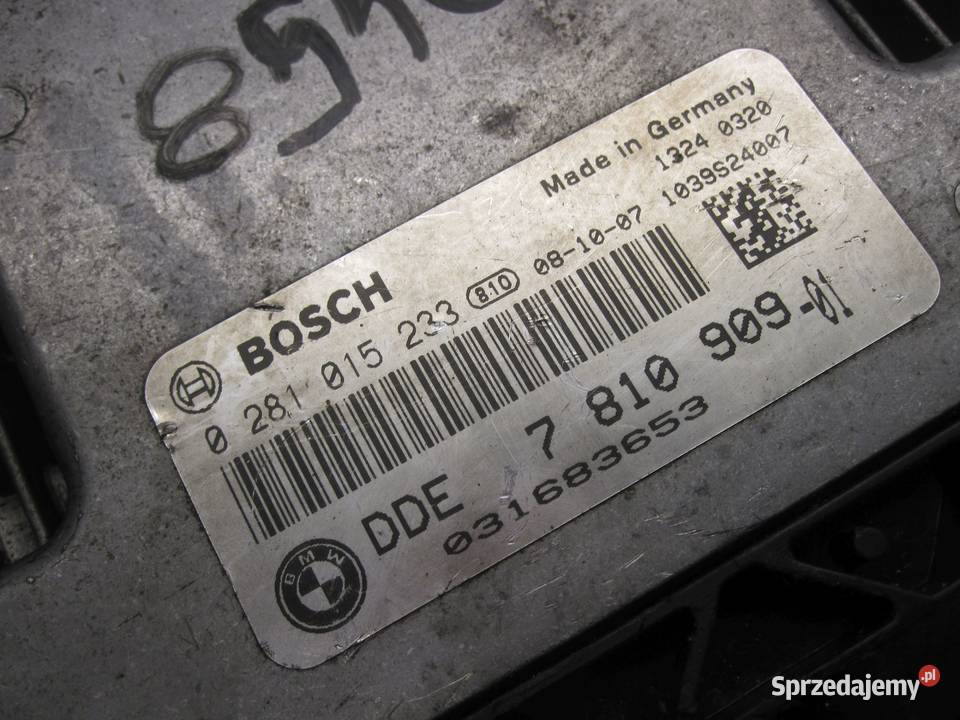 458
Made in Germany
1324 0320
BOSCH
0 281 015 233 810 08-10-07 1039S24007
DDE 7 810 909-01
031683653
BMW
Sprzedajemy.pl